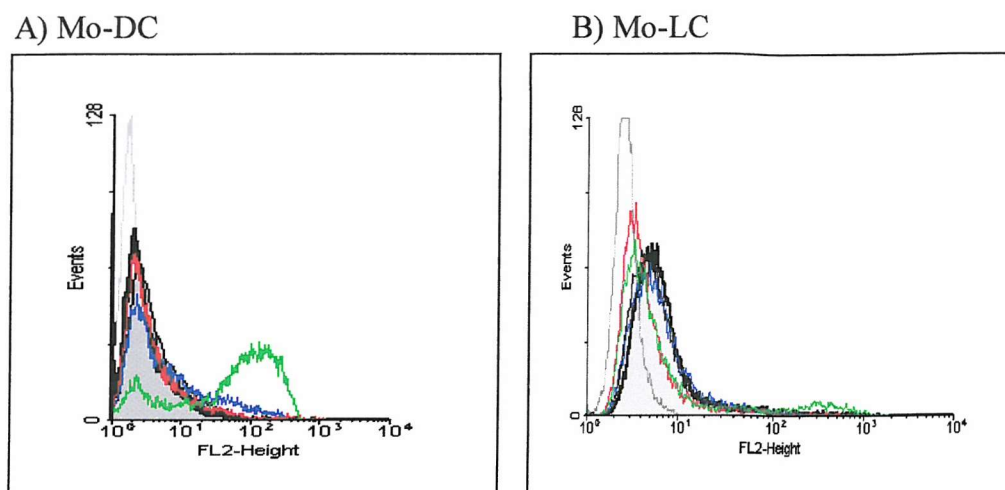 A) Mo-DC
B) Mo-LC
128
Events
0
10⁰ 10¹ 10² 10³ 10⁴
FL2-Height
128
Events
0
10⁰ 10¹ 10² 10³ 10⁴
FL2-Height